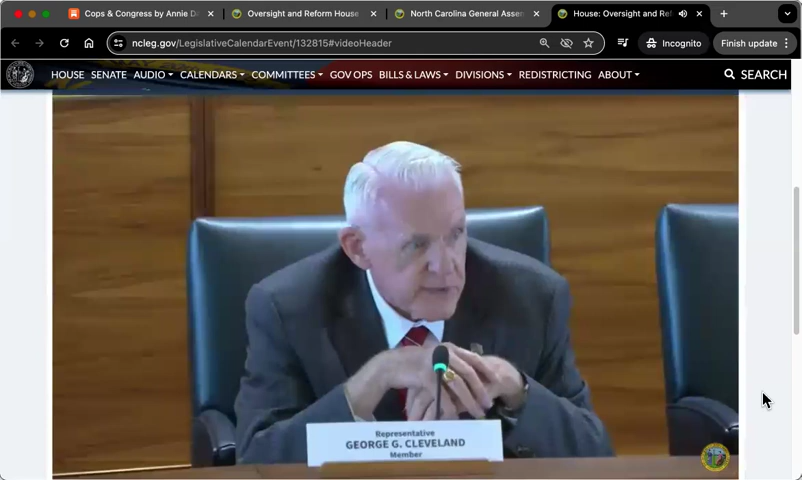 Cops & Congress by Annie Di
Oversight and Reform House
North Carolina General Assem
House: Oversight and Ref
ncleg.gov/LegislativeCalendarEvent/132815#videoHeader
Incognito
Finish update
HOUSE SENATE AUDIO CALENDARS COMMITTEES GOV OPS BILLS & LAWS DIVISIONS REDISTRICTING ABOUT SEARCH
Representative
GEORGE G. CLEVELAND
Member